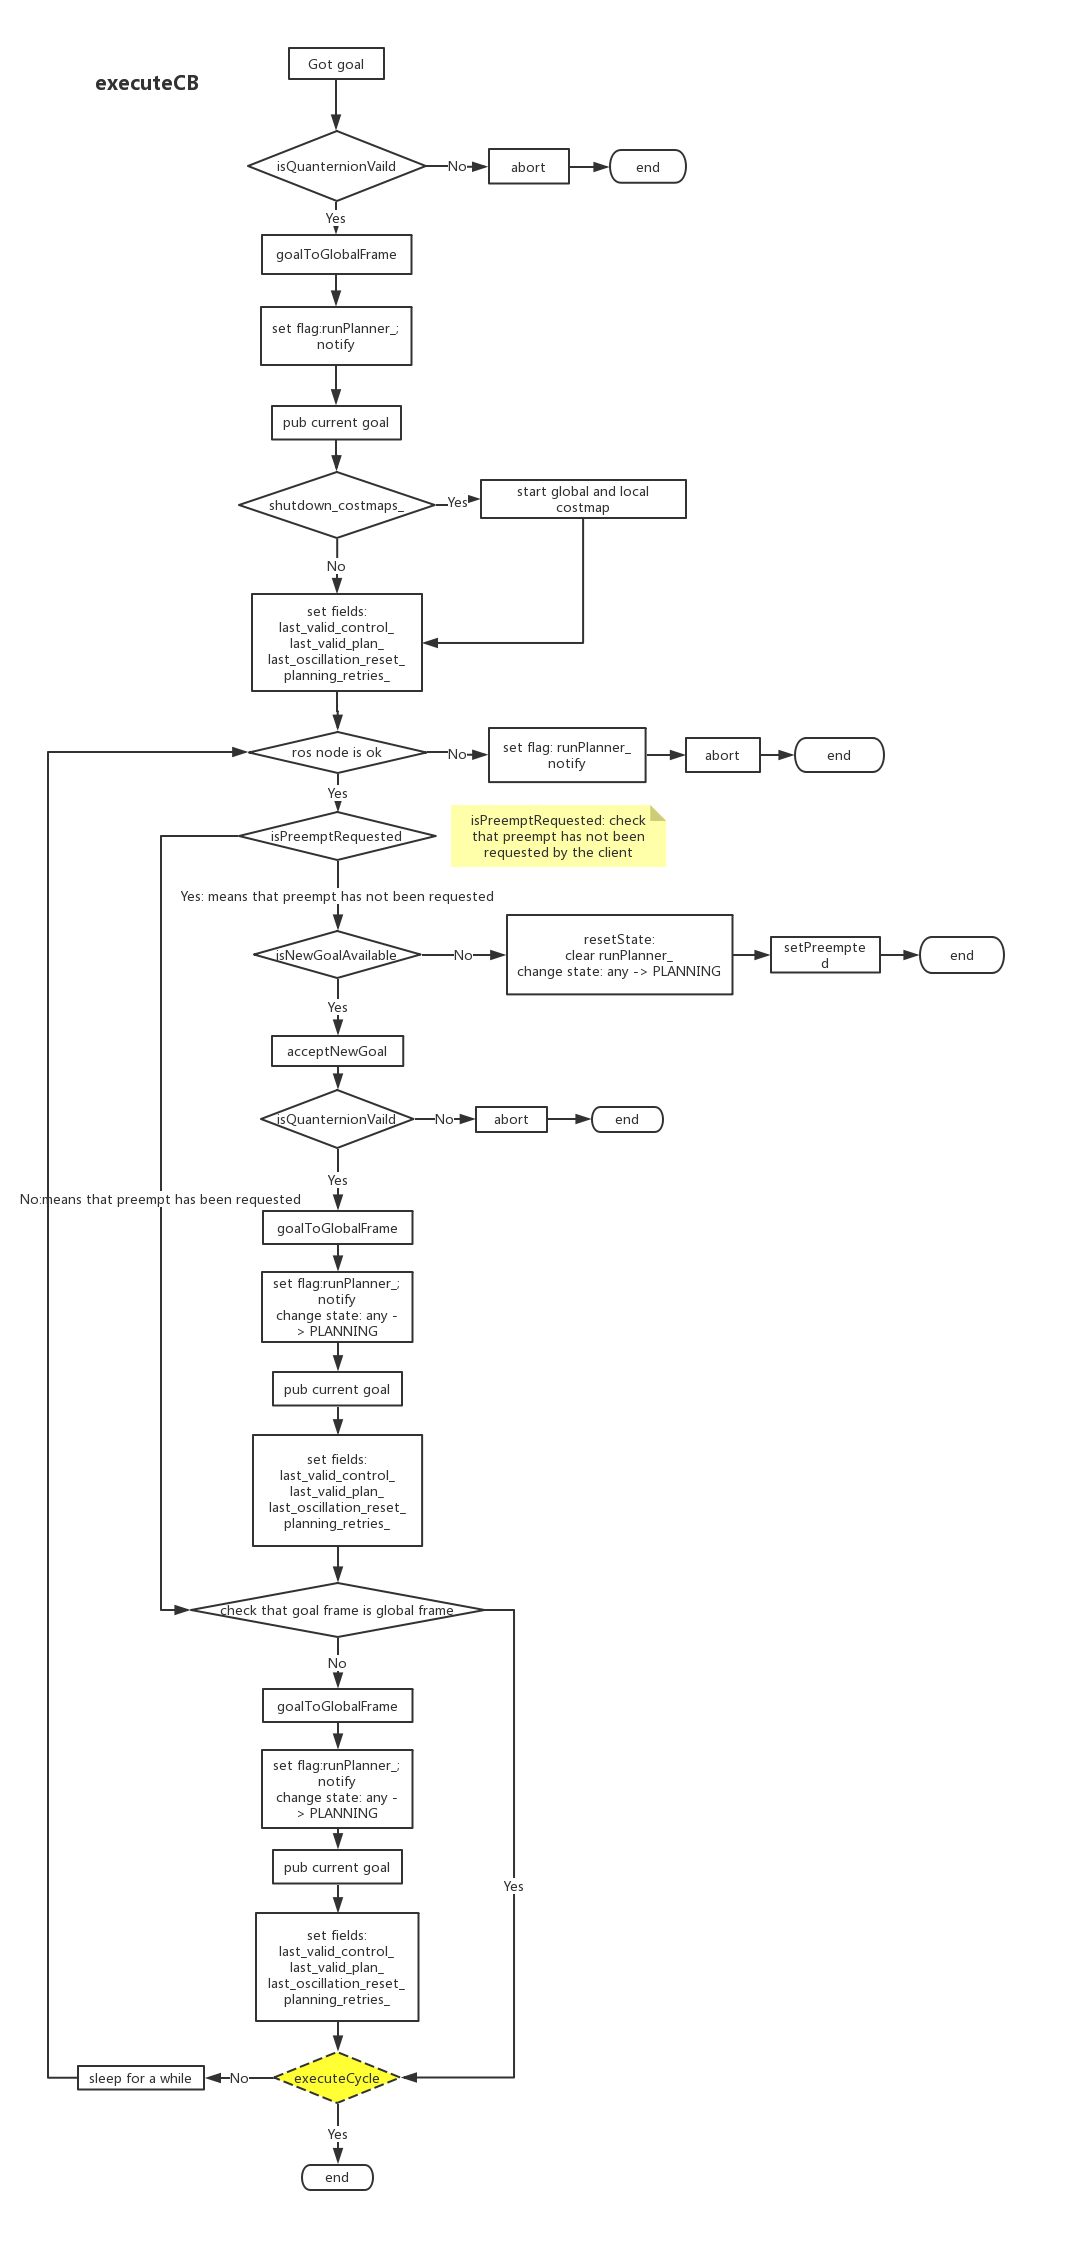 executeCB
Got goal
isQuanternionVaild
No
abort
end
Yes
goalToGlobalFrame
set flag:runPlanner_;
notify
pub current goal
shutdown_costmaps_
Yes
start global and local
costmap
No
set fields:
last_valid_control_
last_valid_plan_
last_oscillation_reset_
planning_retries_
ros node is ok
No
set flag: runPlanner_
notify
abort
end
Yes
isPreemptRequested
isPreemptRequested: check
that preempt has not been
requested by the client
Yes: means that preempt has not been requested
isNewGoalAvailable
No
resetState:
clear runPlanner_
change state: any -> PLANNING
setPreempte
d
end
Yes
acceptNewGoal
isQuanternionVaild
No
abort
end
Yes
No:means that preempt has been requested
goalToGlobalFrame
set flag:runPlanner_;
notify
change state: any -
> PLANNING
pub current goal
set fields:
last_valid_control_
last_valid_plan_
last_oscillation_reset_
planning_retries_
check that goal frame is global frame
No
goalToGlobalFrame
set flag:runPlanner_;
notify
change state: any -
> PLANNING
pub current goal
Yes
set fields:
last_valid_control_
last_valid_plan_
last_oscillation_reset_
planning_retries_
sleep for a while
No
executeCycle
Yes
end